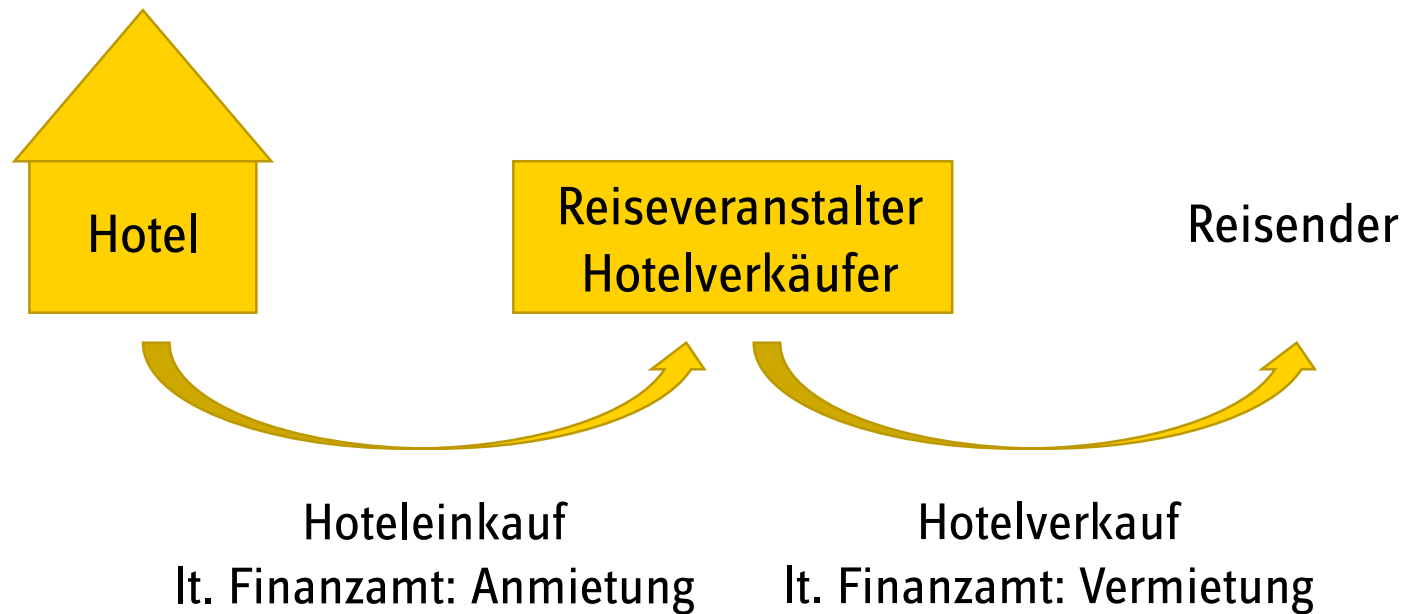 Hotel
Reiseveranstalter
Hotelverkäufer
Reisender
Hoteleinkauf
lt. Finanzamt: Anmietung
Hotelverkauf
lt. Finanzamt: Vermietung